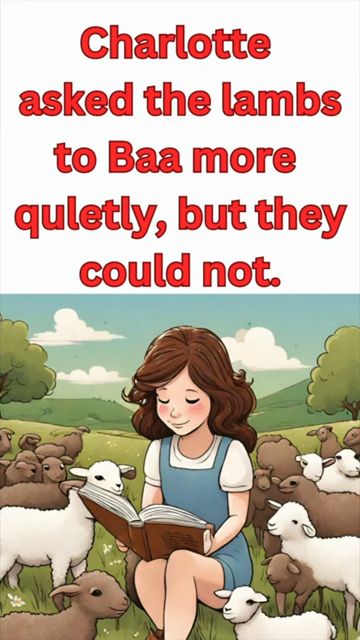 Charlotte
asked the lambs
to Baa more
quletly, but they
could not.